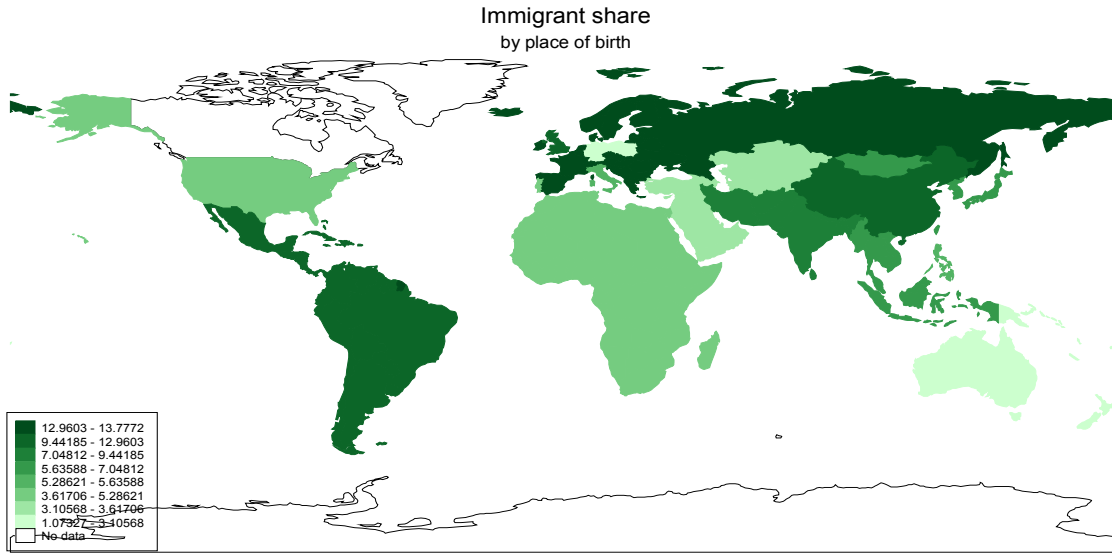 Immigrant share
by place of birth
12.9603 - 13.7772
9.44185 - 12.9603
7.04812 - 9.44185
5.63588 - 7.04812
5.28621 - 5.63588
3.61706 - 5.28621
3.10568 - 3.61706
1.07327 - 3.10568
No data